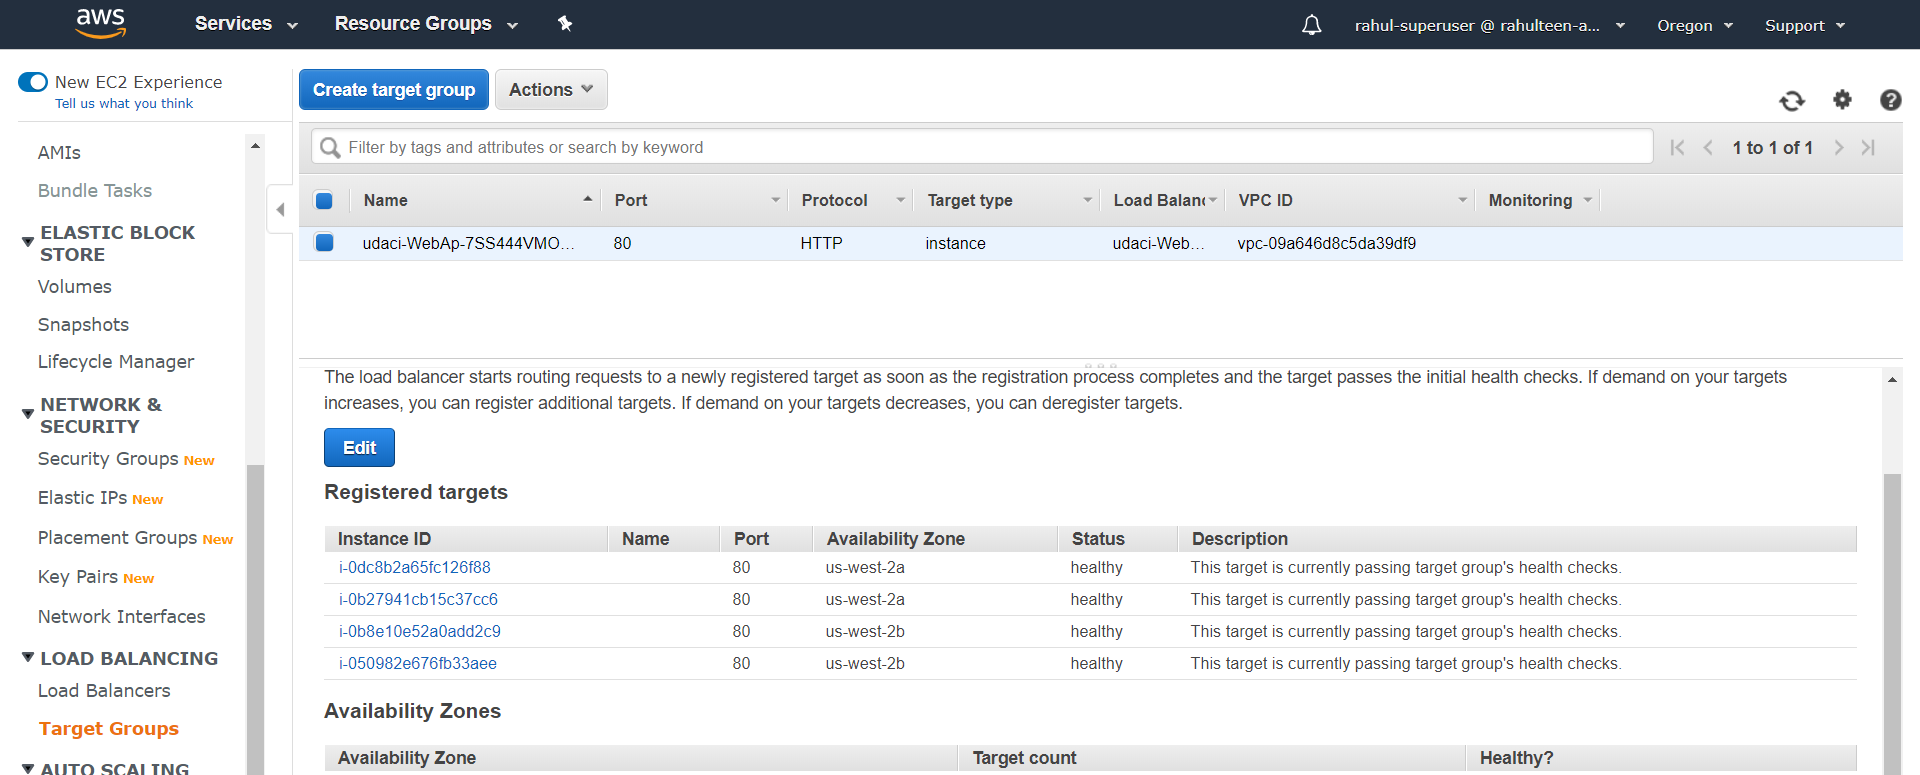 aws
Services
Resource Groups
rahul-superuser @ rahulteen-a...
Oregon
Support
New EC2 Experience
Tell us what you think
AMIs
Bundle Tasks
ELASTIC BLOCK
STORE
Volumes
Snapshots
Lifecycle Manager
NETWORK &
SECURITY
Security Groups New
Elastic IPs New
Placement Groups New
Key Pairs New
Network Interfaces
LOAD BALANCING
Load Balancers
Target Groups
AUTO SCALING
Create target group
Actions
Filter by tags and attributes or search by keyword
1 to 1 of 1
Name Port Protocol Target type Load Balanc VPC ID Monitoring
udaci-WebAp-7SS444VMO... 80 HTTP instance udaci-Web... vpc-09a646d8c5da39df9
The load balancer starts routing requests to a newly registered target as soon as the registration process completes and the target passes the initial health checks. If demand on your targets
increases, you can register additional targets. If demand on your targets decreases, you can deregister targets.
Edit
Registered targets
Instance ID Name Port Availability Zone Status Description
i-0dc8b2a65fc126f88 80 us-west-2a healthy This target is currently passing target group's health checks.
i-0b27941cb15c37cc6 80 us-west-2a healthy This target is currently passing target group's health checks.
i-0b8e10e52a0add2c9 80 us-west-2b healthy This target is currently passing target group's health checks.
i-050982e676fb33aee 80 us-west-2b healthy This target is currently passing target group's health checks.
Availability Zones
Availability Zone Target count Healthy?